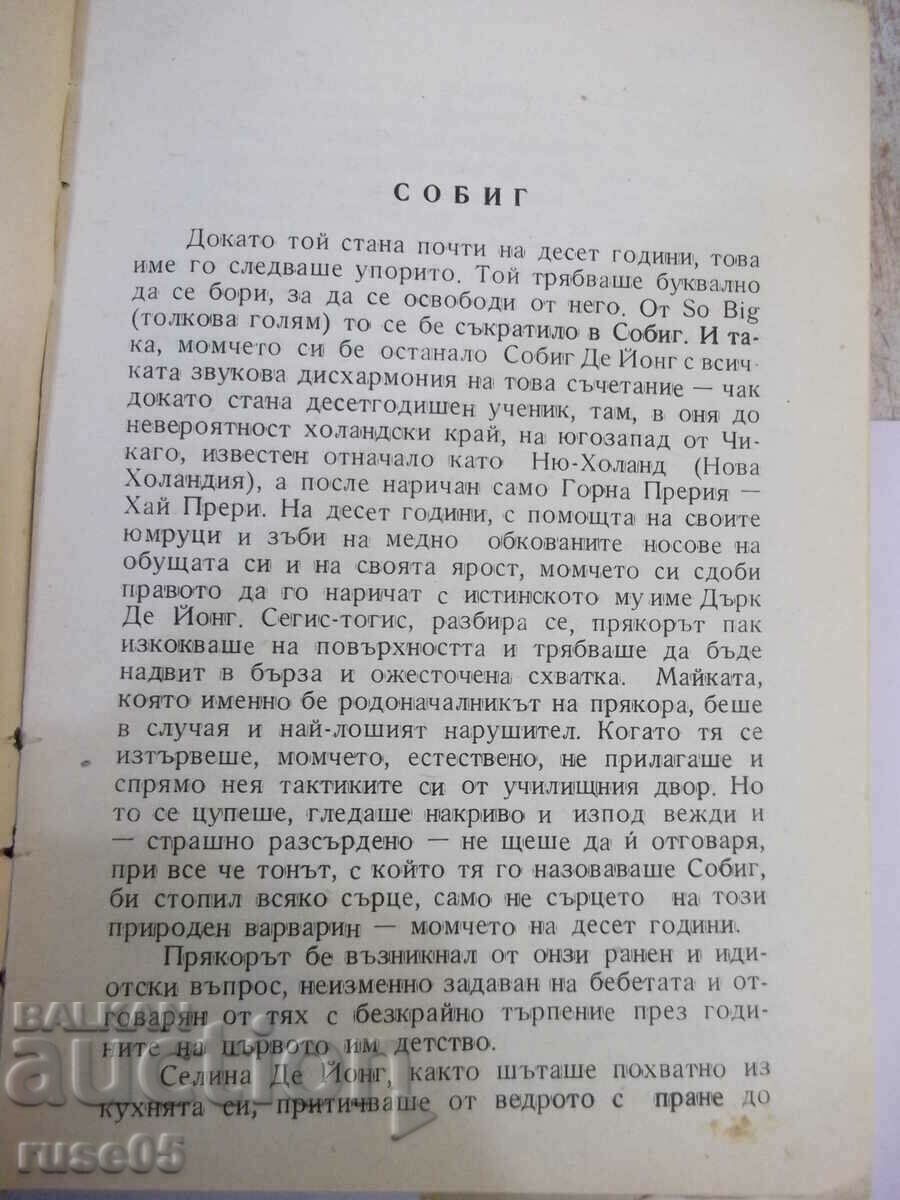 СОБИГ
Докато той стана почти на десет години, това
име го следваше упорито. Той трябваше буквално
да се бори, за да се освободи от него. От So Big
(толкова голям) то се бе съкратило в Собиг. И та-
ка, момчето си бе останало Собиг Де Йонг с всич-
ката звукова дисхармония на това съчетание — чак
докато стана десетгодишен ученик, там, в оня до
невероятност холандски край, на югозапад от Чи-
каго, известен отначало като Ню-Холанд (Нова
Холандия), а после наричан само Горна Прерия —
Хай Прери. На десет години, с помощта на своите
юмруци и зъби на медно обкованите носове на
обущата си и на своята ярост, момчето си сдоби
правото да го наричат с истинското му име Дърк
Де Йонг. Сегис-тогис, разбира се, прякорът пак
изкокваше на повърхността и трябваше да бъде
надвит в бърза и ожесточена схватка. Майката,
която именно бе родоначалникът на прякора, беше
в случая и най-лошият нарушител. Когато тя се
изтърveше, момчето, естествено, не прилагаше и
спрямо нея тактиките си от училищния двор. Но
то се цупеше, гледаше накриво и изпод вежди и
— страшно разсърдено — не щеше да ѝ отговаря,
при все че тонът, с който тя го назоваваше Собиг,
би стопил всяко сърце, само не сърцето на този
природен варварин — момчето на десет години.
Прякорът бе възникнал от онзи ранен и иди-
отски въпрос, неизменно задаван на бебетата и от-
говарян от тях с безкрайно търпение през годи-
ните на първото им детство.
Селина Де Йонг, както шъташе похватно из
кухнята си, притичваше от ведрото с пране до
BALKAN
auction
ruse05